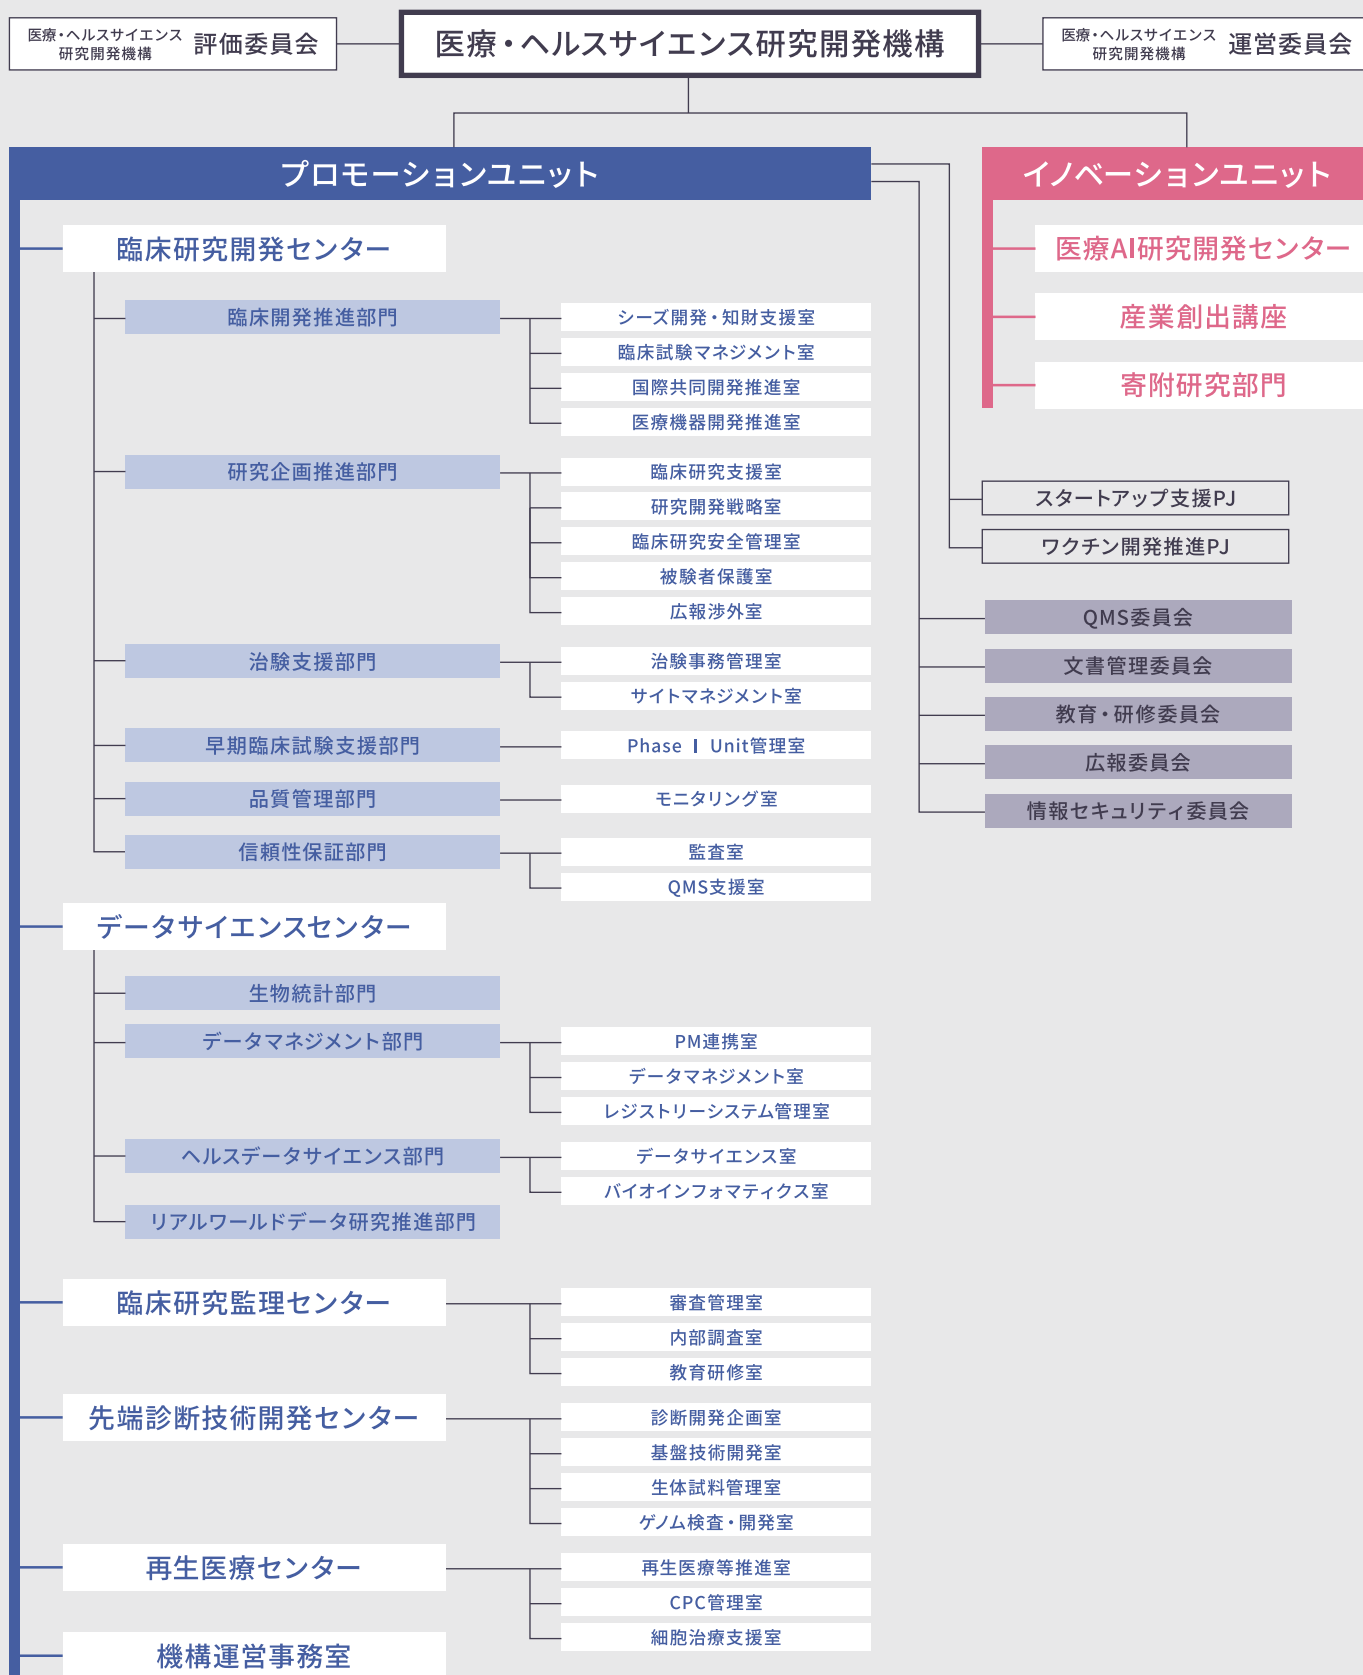 医療・ヘルスサイエンス
研究開発機構
評価委員会
医療・ヘルスサイエンス研究開発機構
医療・ヘルスサイエンス
研究開発機構
運営委員会
プロモーションユニット
臨床研究開発センター
臨床開発推進部門
シーズ開発・知財支援室
臨床試験マネジメント室
国際共同開発推進室
医療機器開発推進室
研究企画推進部門
臨床研究支援室
研究開発戦略室
臨床研究安全管理室
被験者保護室
広報渉外室
治験支援部門
治験事務管理室
サイトマネジメント室
早期臨床試験支援部門
Phase Ⅰ Unit管理室
品質管理部門
モニタリング室
信頼性保証部門
監査室
QMS支援室
データサイエンスセンター
生物統計部門
データマネジメント部門
PM連携室
データマネジメント室
レジストリーシステム管理室
ヘルスデータサイエンス部門
データサイエンス室
バイオインフォマティクス室
リアルワールドデータ研究推進部門
臨床研究監理センター
審査管理室
内部調査室
教育研修室
先端診断技術開発センター
診断開発企画室
基盤技術開発室
生体試料管理室
ゲノム検査・開発室
再生医療センター
再生医療等推進室
CPC管理室
細胞治療支援室
機構運営事務室
イノベーションユニット
医療AI研究開発センター
産業創出講座
寄附研究部門
スタートアップ支援PJ
ワクチン開発推進PJ
QMS委員会
文書管理委員会
教育・研修委員会
広報委員会
情報セキュリティ委員会